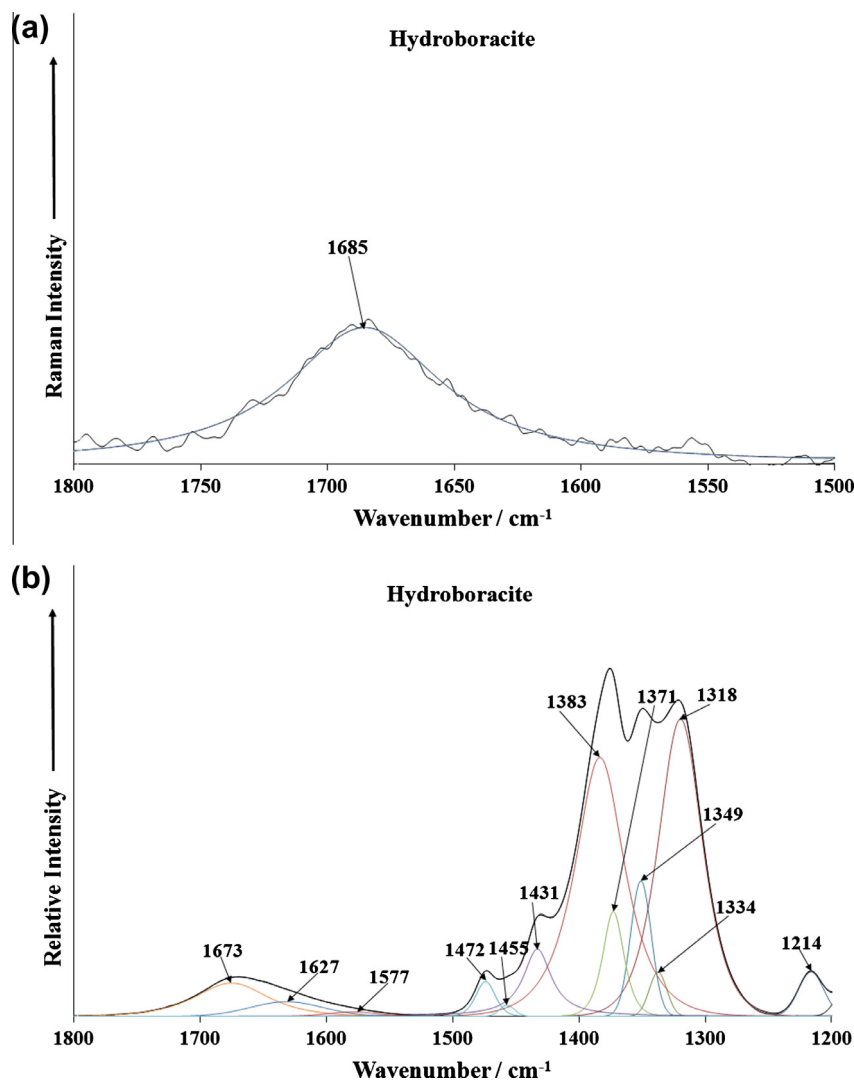 (a)
Hydroboracite
Raman Intensity
1685
1800 1750 1700 1650 1600 1550 1500
Wavenumber / cm⁻¹
(b)
Hydroboracite
Relative Intensity
1383
1371
1318
1349
1334
1431
1472
1455
1214
1673
1627
1577
1800 1700 1600 1500 1400 1300 1200
Wavenumber / cm⁻¹